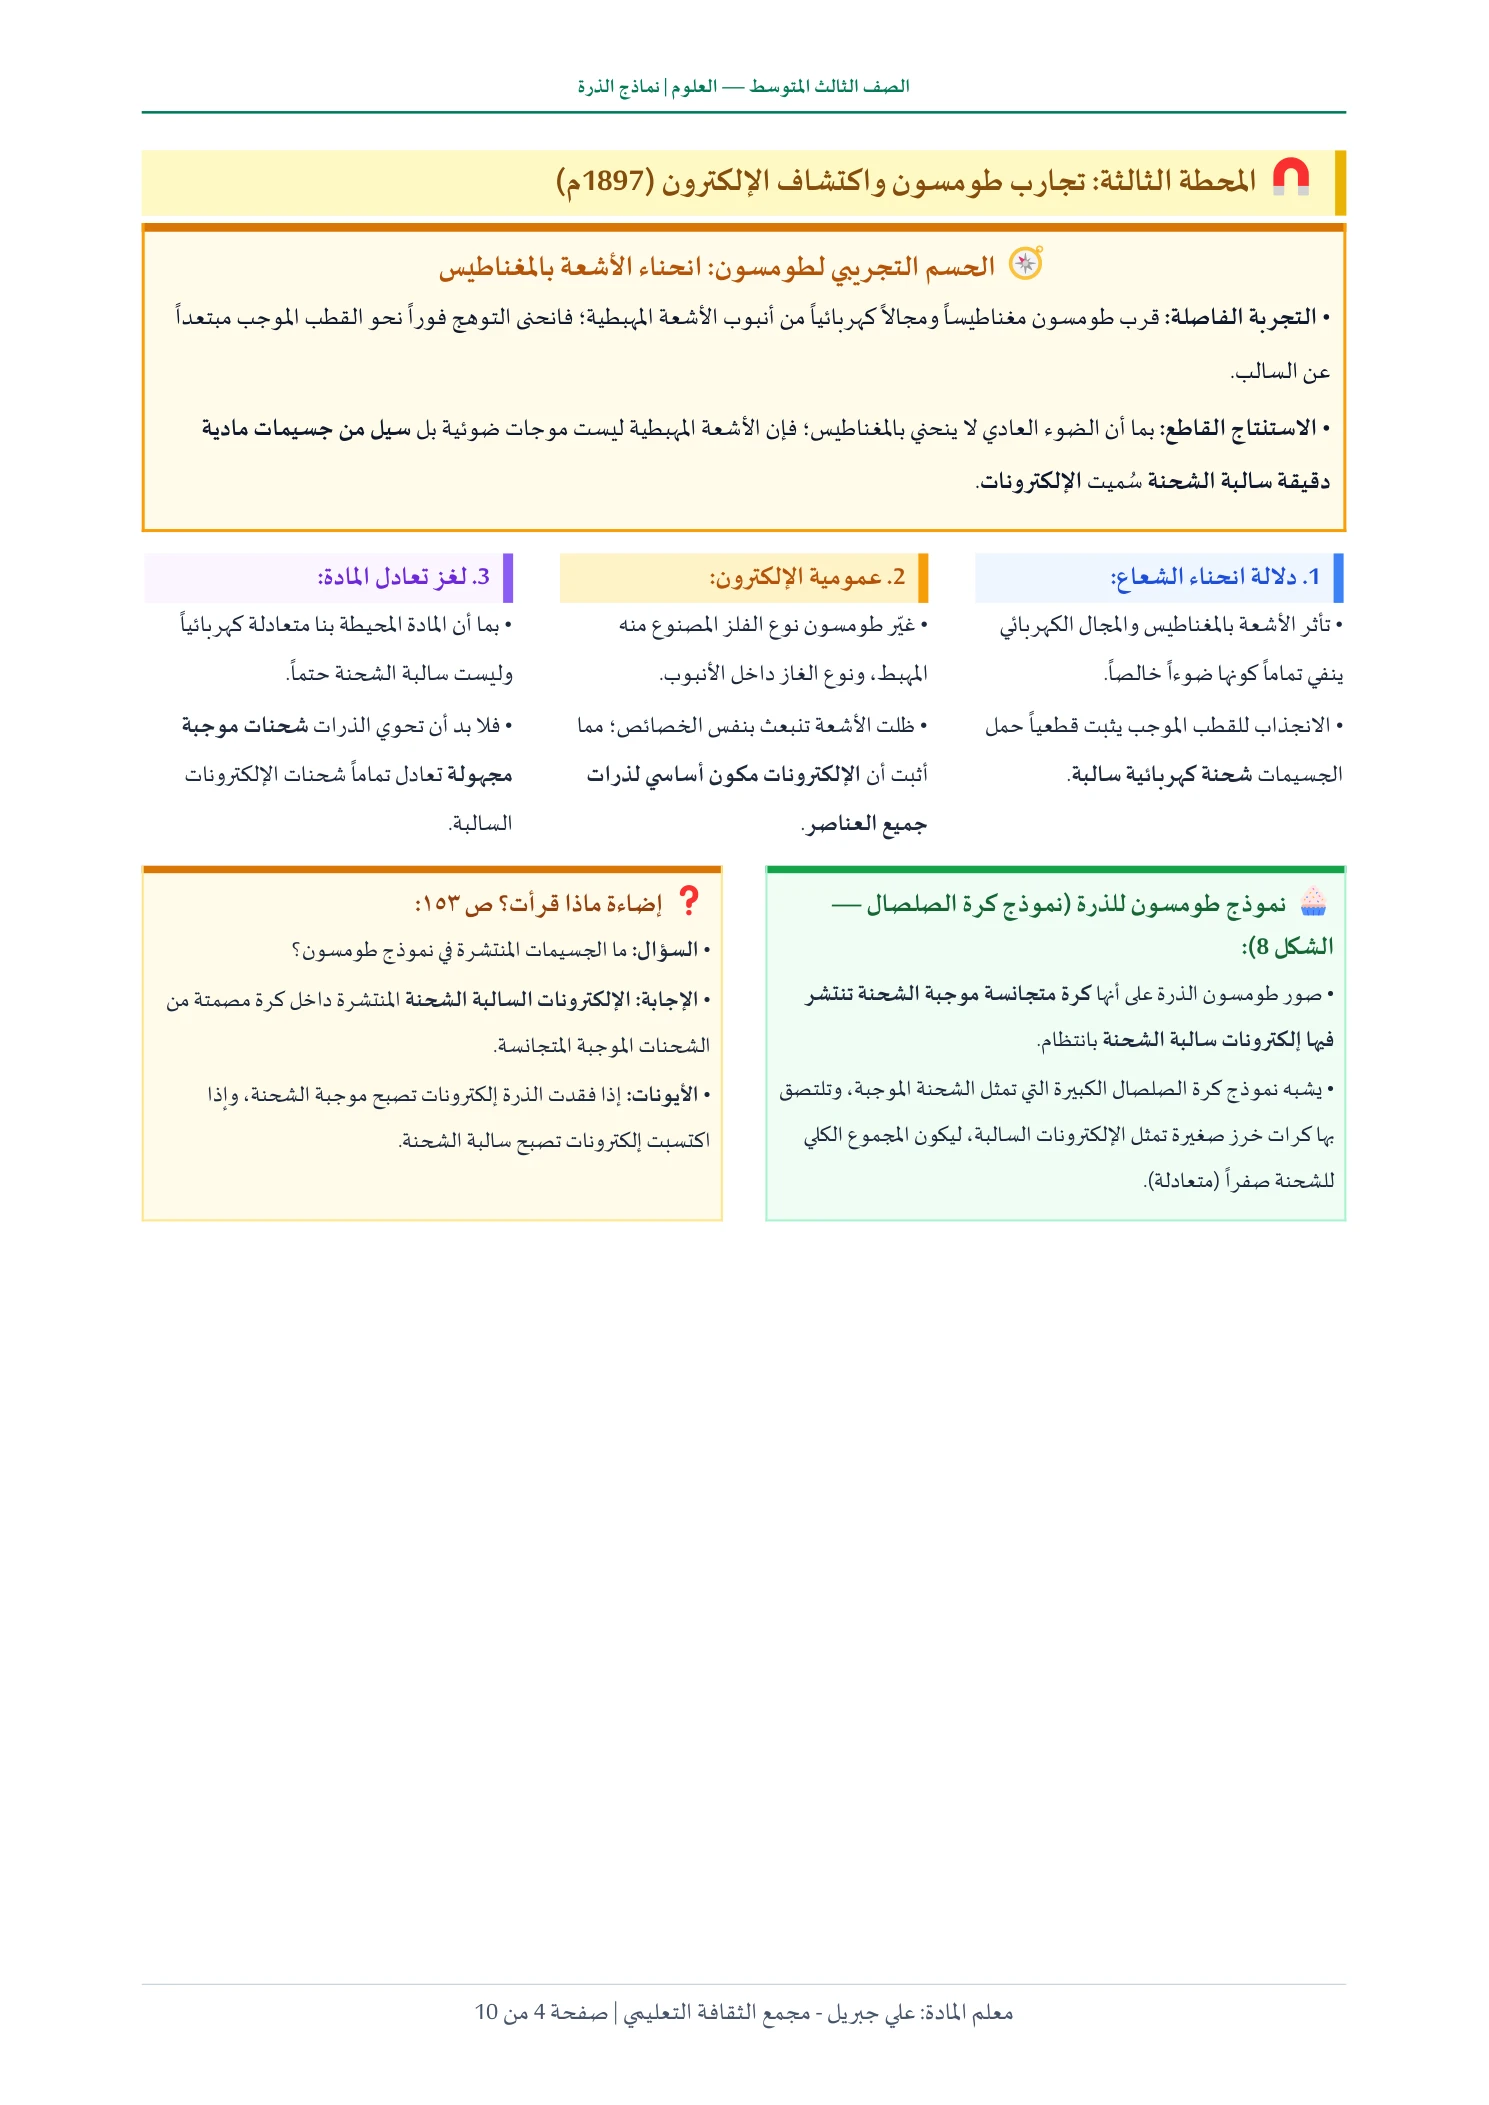 الصف الثالث المتوسط — العلوم | نماذج الذرة
المحطة الثالثة: تجارب طومسون واكتشاف الإلكترون (1897م)
الحسم التجريبي لطومسون: انحناء الأشعة بالمغناطيس
• التجربة الفاصلة: قرب طومسون مغناطيساً ومجالاً كهربائياً من أنبوب الأشعة المهبطية؛ فانحنى التوهج فوراً نحو القطب الموجب مبتعداً
عن السالب.
• الاستنتاج القاطع: بما أن الضوء العادي لا ينحني بالمغناطيس؛ فإن الأشعة المهبطية ليست موجات ضوئية بل سيل من جسيمات مادية
دقيقة سالبة الشحنة سُميت الإلكترونات.
1. دلالة انحناء الشعاع:
• تأثر الأشعة بالمغناطيس والمجال الكهربائي
ينفي تماماً كونها ضوءاً خالصاً.
• الانجذاب للقطب الموجب يثبت قطعياً حمل
الجسيمات شحنة كهربائية سالبة.
2. عمومية الإلكترون:
• غيّر طومسون نوع الفلز المصنوع منه
المهبط، ونوع الغاز داخل الأنبوب.
• ظلت الأشعة تنبعث بنفس الخصائص؛ مما
أثبت أن الإلكترونات مكون أساسي لذرات
جميع العناصر.
3. لغز تعادل المادة:
• بما أن المادة المحيطة بنا متعادلة كهربائياً
وليست سالبة الشحنة حتماً.
• فلا بد أن تحوي الذرات شحنات موجبة
مجهولة تعادل تماماً شحنات الإلكترونات
السالبة.
نموذج طومسون للذرة (نموذج كرة الصلصال —
الشكل 8):
• صور طومسون الذرة على أنها كرة متجانسة موجبة الشحنة تنتشر
فيها إلكترونات سالبة الشحنة بانتظام.
• يشبه نموذج كرة الصلصال الكبيرة التي تمثل الشحنة الموجبة، وتلتصق
بها كرات خرز صغيرة تمثل الإلكترونات السالبة، ليكون المجموع الكلي
للشحنة صفراً (متعادلة).
إضاءة ماذا قرأت؟ ص ١٥٣:
• السؤال: ما الجسيمات المنتشرة في نموذج طومسون؟
• الإجابة: الإلكترونات السالبة الشحنة المنتشرة داخل كرة مصمتة من
الشحنات الموجبة المتجانسة.
• الأيونات: إذا فقدت الذرة إلكترونات تصبح موجبة الشحنة، وإذا
اكتسبت إلكترونات تصبح سالبة الشحنة.
معلم المادة: علي جبريل - مجمع الثقافة التعليمي | صفحة 4 من 10